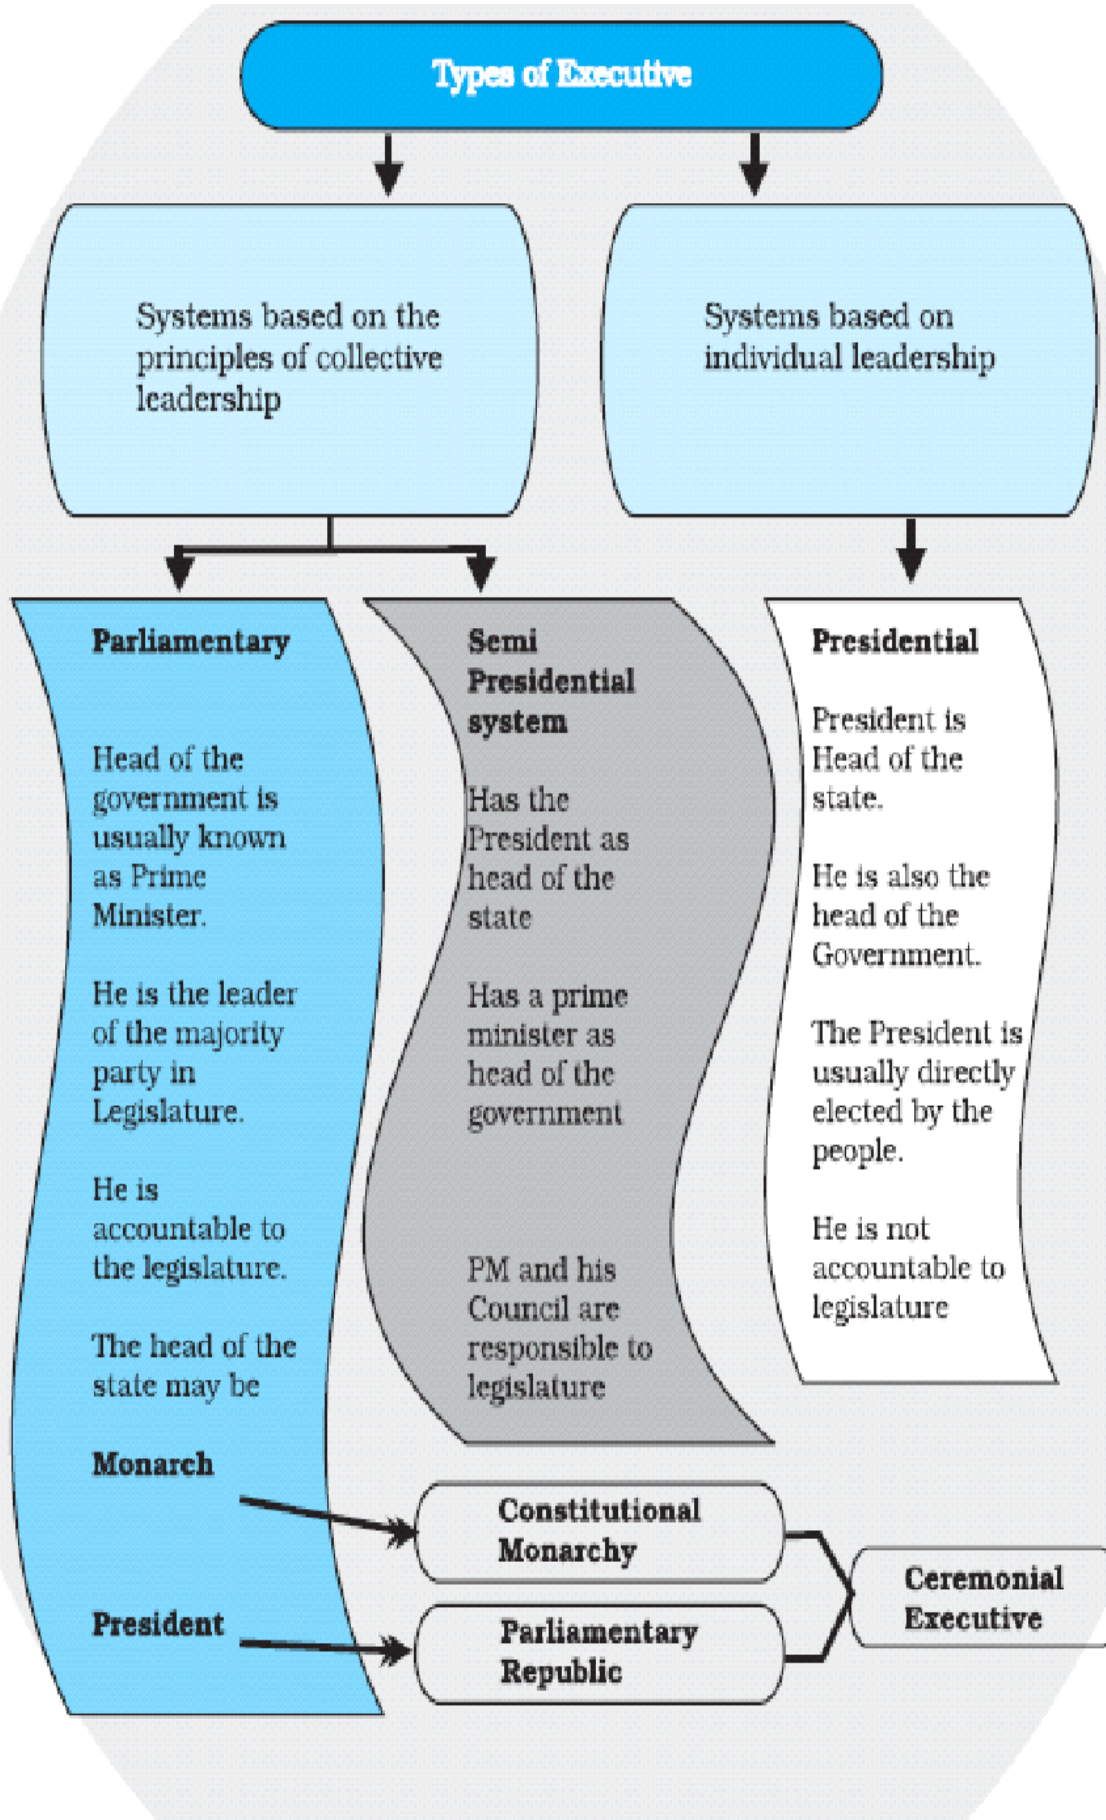 Types of Executive
Systems based on the
principles of collective
leadership
Systems based on
individual leadership
Parliamentary
Head of the
government is
usually known
as Prime
Minister.
He is the leader
of the majority
party in
Legislature.
He is
accountable to
the legislature.
The head of the
state may be
Monarch
President
Semi
Presidential
system
Has the
President as
head of the
state
Has a prime
minister as
head of the
government
PM and his
Council are
responsible to
legislature
Presidential
President is
Head of the
state.
He is also the
head of the
Government.
The President is
usually directly
elected by the
people.
He is not
accountable to
legislature
Constitutional
Monarchy
Parliamentary
Republic
Ceremonial
Executive